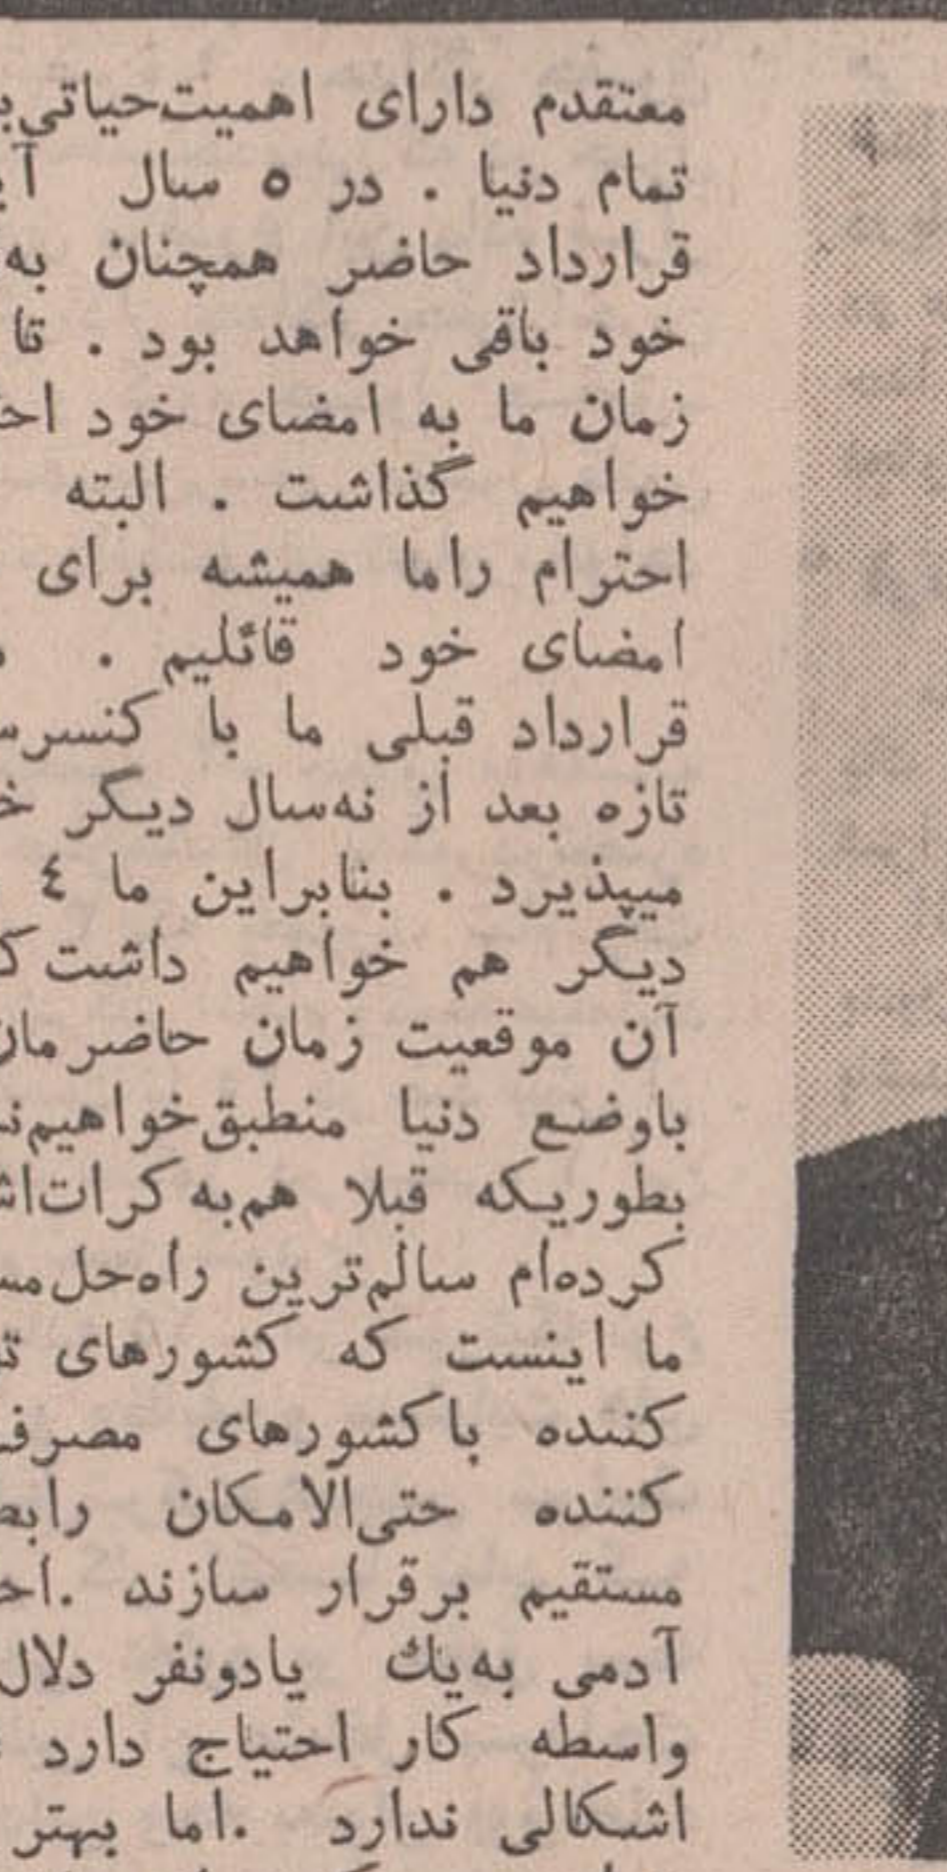 معتقدم دارای اهمیت‌حیاتی
تمام دنیا . در ٥ سال
قرارداد حاضر همچنان به
خود باقی خواهد بود . تا
زمان ما به امضای خود
خواهیم گذاشت . البته
احترام راما همیشه برای
امضای خود قائلیم .
قرارداد قبلی ما با
تازه بعد از نه‌سال دیگر
میپذیرد . بنابراین ما ٤
دیگر هم خواهیم داشت
آن موقعیت زمان حاضرمان
باوضع دنیا منطبق‌خواهیم
بطوریکه قبلا هم‌به کرات
کرده‌ام سالم‌ترین راه‌حل
ما اینست که کشورهای
کننده باکشورهای مصرف
کننده حتی‌الامکان
مستقیم برقرار سازند .
آدمی به‌یك یادونفر دلال
واسطه کار احتیاج دارد
اشکالی ندارد .اما بهتر